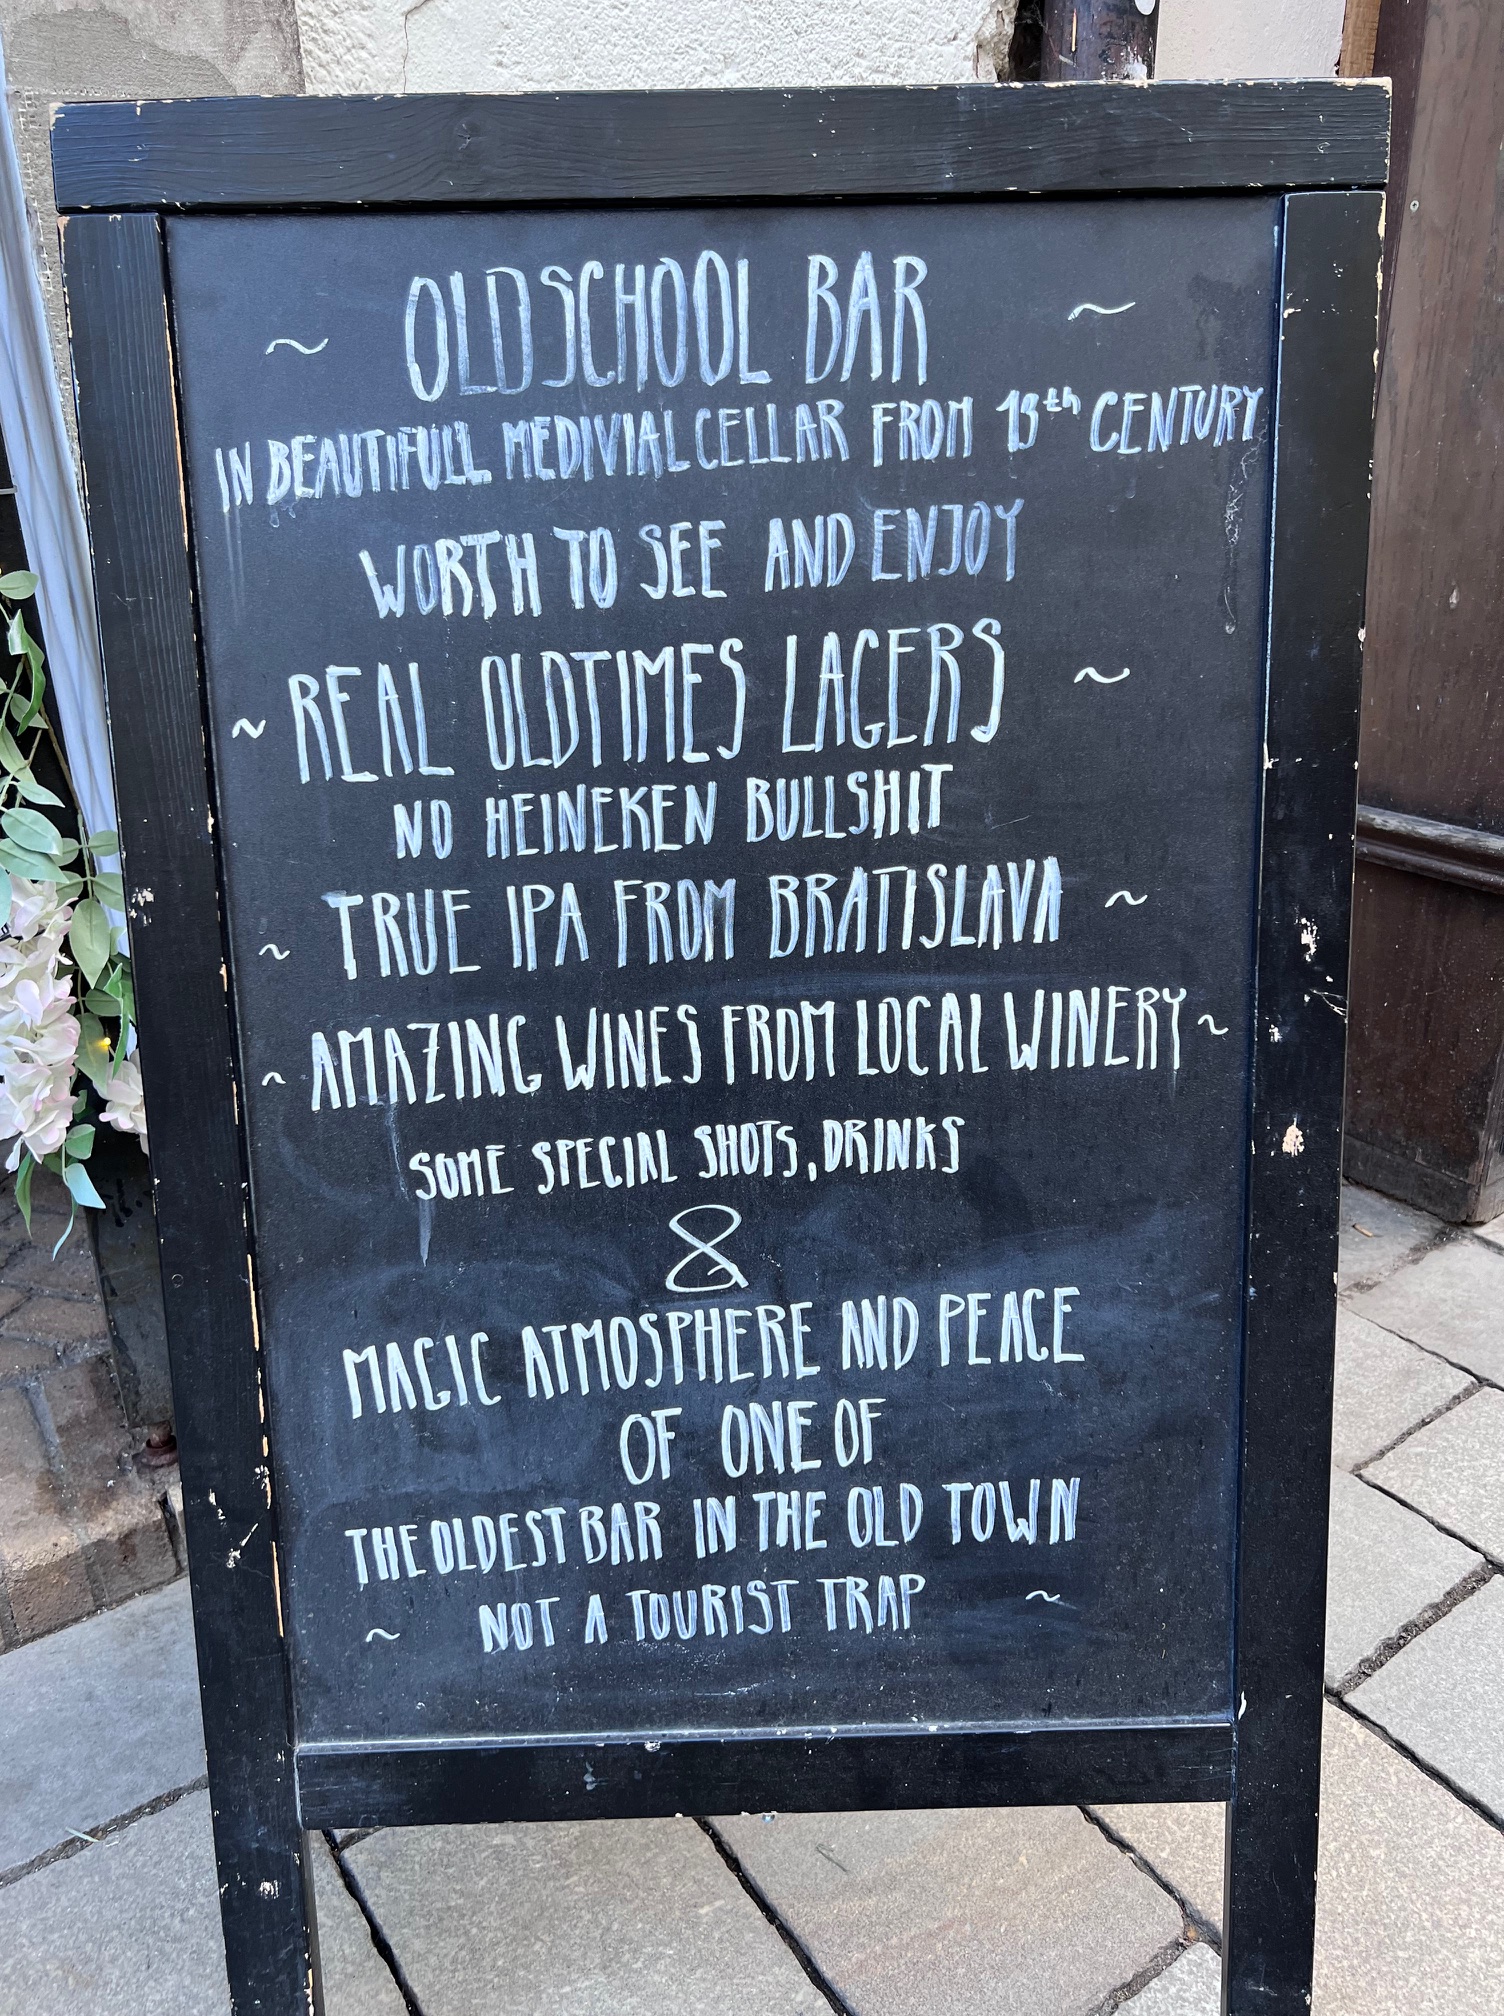 ~ OLDSCHOOL BAR ~
IN BEAUTIFULL MEDIVIAL CELLAR FROM 13th CENTURY
WORTH TO SEE AND ENJOY
~ REAL OLDTIMES LAGERS ~
NO HEINEKEN BULLSHIT
~ TRUE IPA FROM BRATISLAVA ~
~ AMAZING WINES FROM LOCAL WINERY ~
SOME SPECIAL SHOTS, DRINKS
&
MAGIC ATMOSPHERE AND PEACE
OF ONE OF
THE OLDEST BAR IN THE OLD TOWN
~ NOT A TOURIST TRAP ~